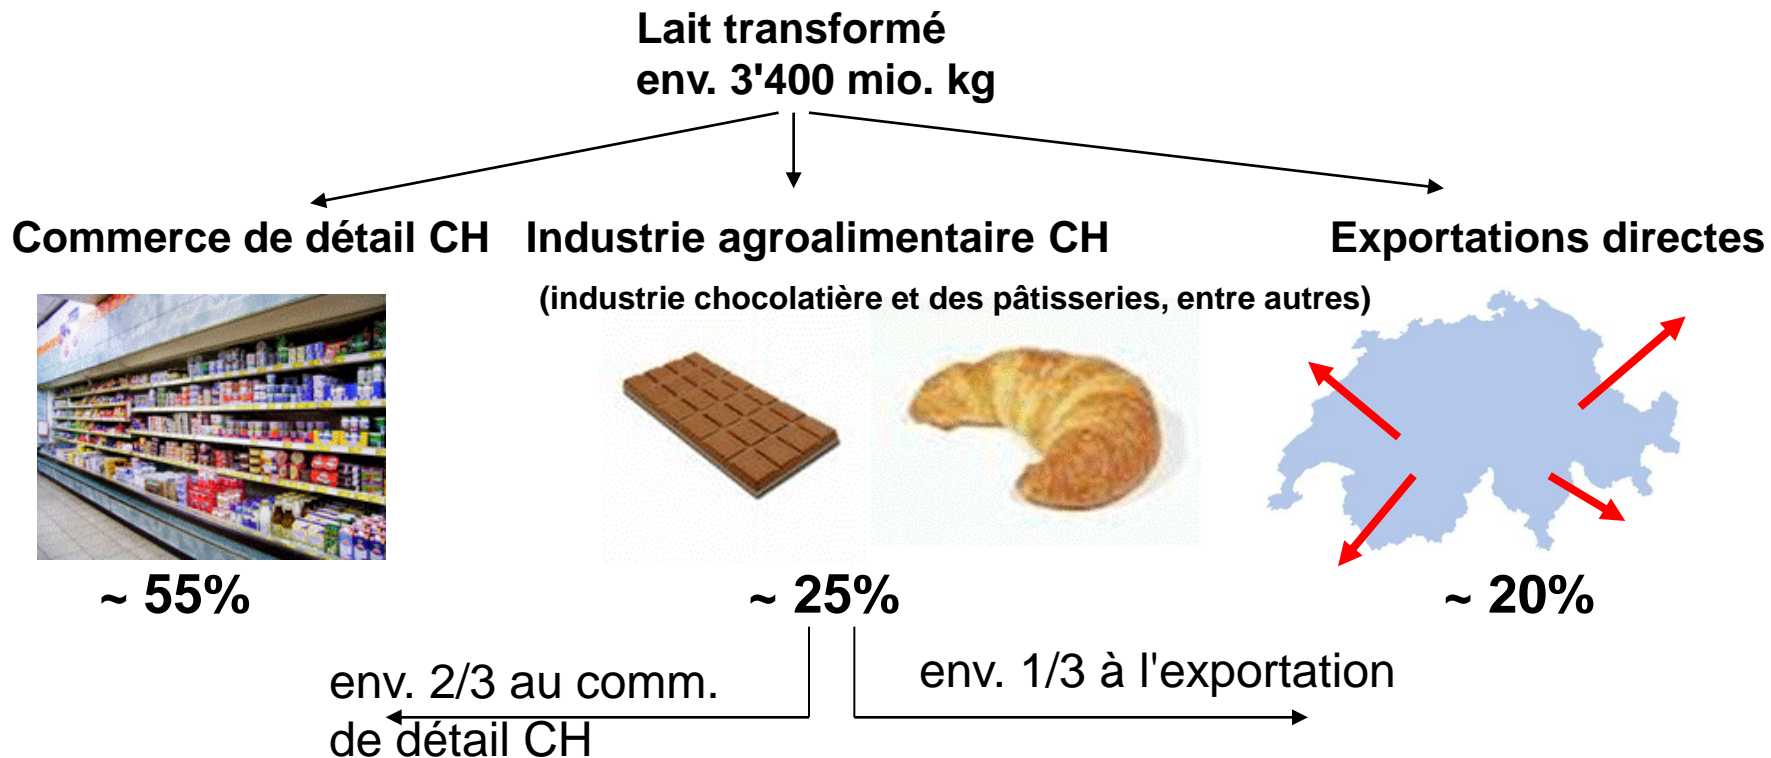 Lait transformé
env. 3'400 mio. kg
Commerce de détail CH
Industrie agroalimentaire CH
Exportations directes
(industrie chocolatière et des pâtisseries, entre autres)
~ 55%
~ 25%
~ 20%
env. 2/3 au comm.
de détail CH
env. 1/3 à l'exportation